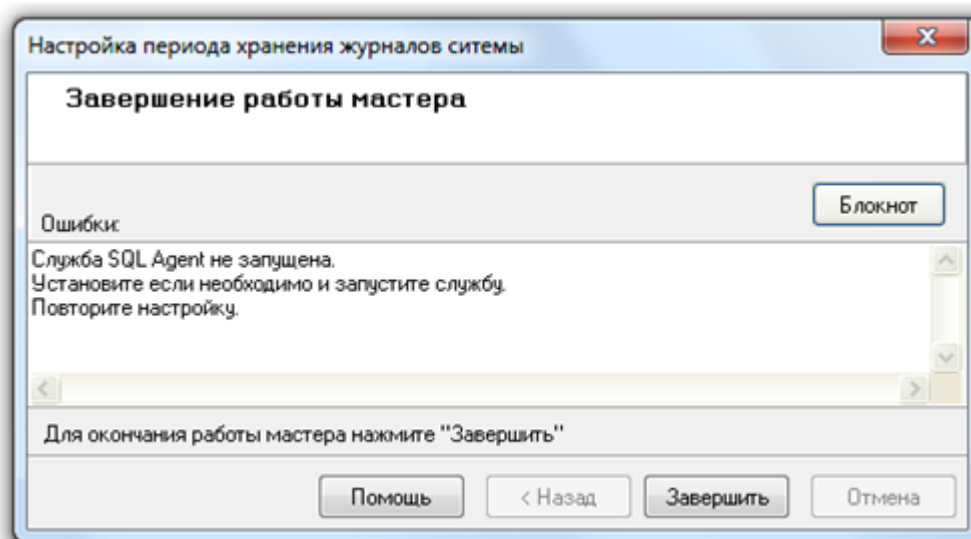 Настройка периода хранения журналов ситемы
Завершение работы мастера
Блокнот
Ошибки:
Служба SQL Agent не запущена.
Установите если необходимо и запустите службу.
Повторите настройку.
Для окончания работы мастера нажмите "Завершить"
Помощь
< Назад
Завершить
Отмена